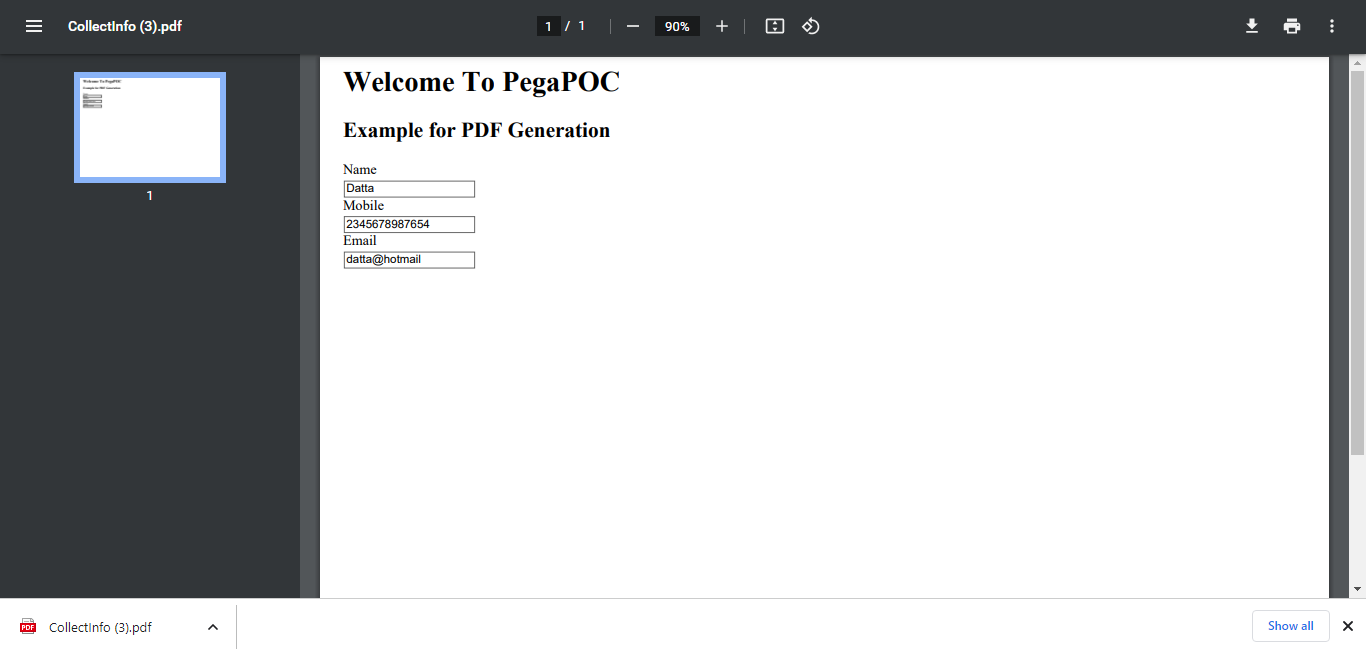 CollectInfo (3).pdf
1 / 1
90%
Welcome To PegaPOC
Example for PDF Generation
Name
Datta
Mobile
2345678987654
Email
datta@hotmail
1
PDF
CollectInfo (3).pdf
Show all